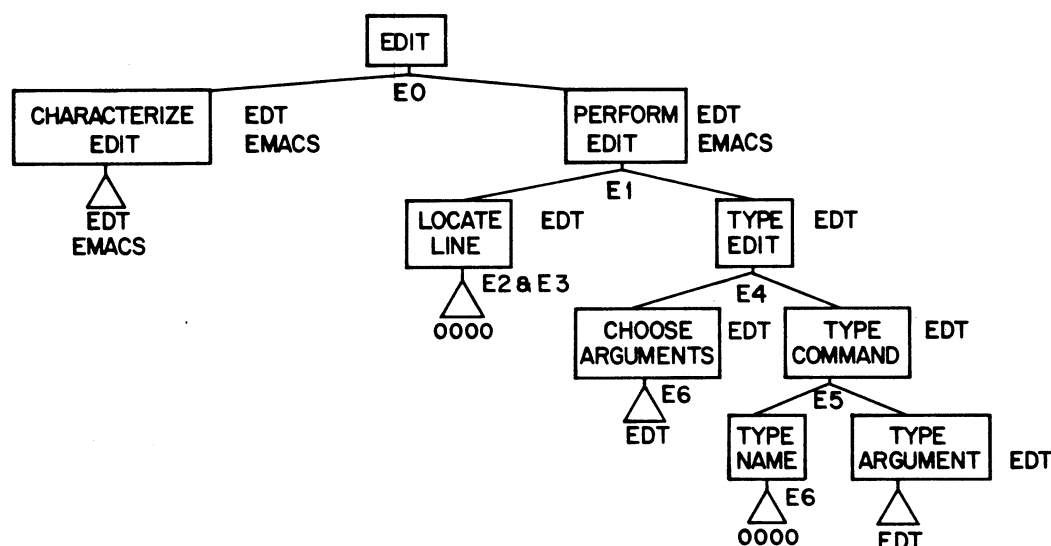 EDIT
E0
CHARACTERIZE
EDIT
EDT
EMACS
PERFORM
EDIT
EDT
EMACS
EDT
EMACS
E1
LOCATE
LINE
EDT
TYPE
EDIT
EDT
E2 & E3
0000
E4
CHOOSE
ARGUMENTS
EDT
TYPE
COMMAND
EDT
E6
EDT
E5
TYPE
NAME
TYPE
ARGUMENT
EDT
E6
0000
EDT